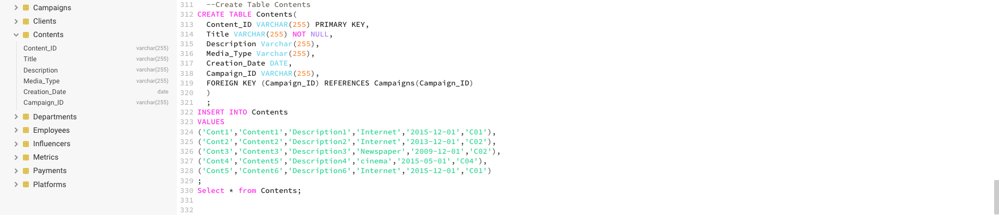 Campaigns
Clients
Contents
Content_ID varchar(255)
Title varchar(255)
Description varchar(255)
Media_Type varchar(255)
Creation_Date date
Campaign_ID varchar(255)
Departments
Employees
Influencers
Metrics
Payments
Platforms
311 --Create Table Contents
312 CREATE TABLE Contents(
313 Content_ID VARCHAR(255) PRIMARY KEY,
314 Title VARCHAR(255) NOT NULL,
315 Description Varchar(255),
316 Media_Type Varchar(255),
317 Creation_Date DATE,
318 Campaign_ID VARCHAR(255),
319 FOREIGN KEY (Campaign_ID) REFERENCES Campaigns(Campaign_ID)
320 )
321 ;
322 INSERT INTO Contents
323 VALUES
324 ('Cont1','Content1','Description1','Internet','2015-12-01','C01'),
325 ('Cont2','Content2','Description2','Internet','2013-12-01','C02'),
326 ('Cont3','Content3','Description3','Newspaper','2009-12-01','C02'),
327 ('Cont4','Content5','Description4','cinema','2015-05-01','C04'),
328 ('Cont5','Content6','Description6','Internet','2015-12-01','C01')
329 ;
330 Select * from Contents;
331
332